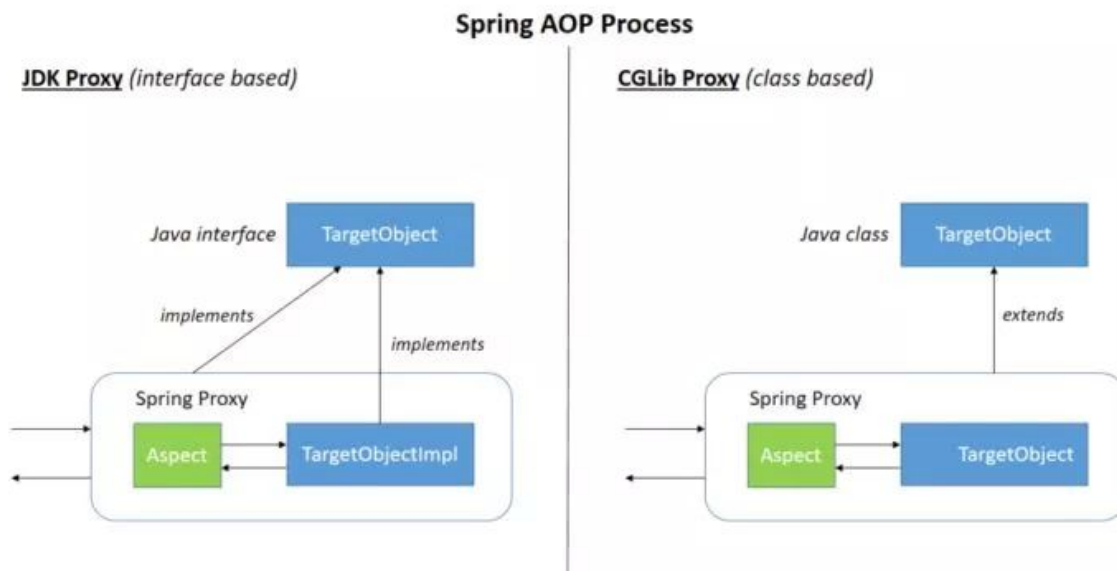 Spring AOP Process
JDK Proxy (interface based)
Java interface
TargetObject
implements
implements
Spring Proxy
Aspect
TargetObjectImpl
CGLib Proxy (class based)
Java class
TargetObject
extends
Spring Proxy
Aspect
TargetObject